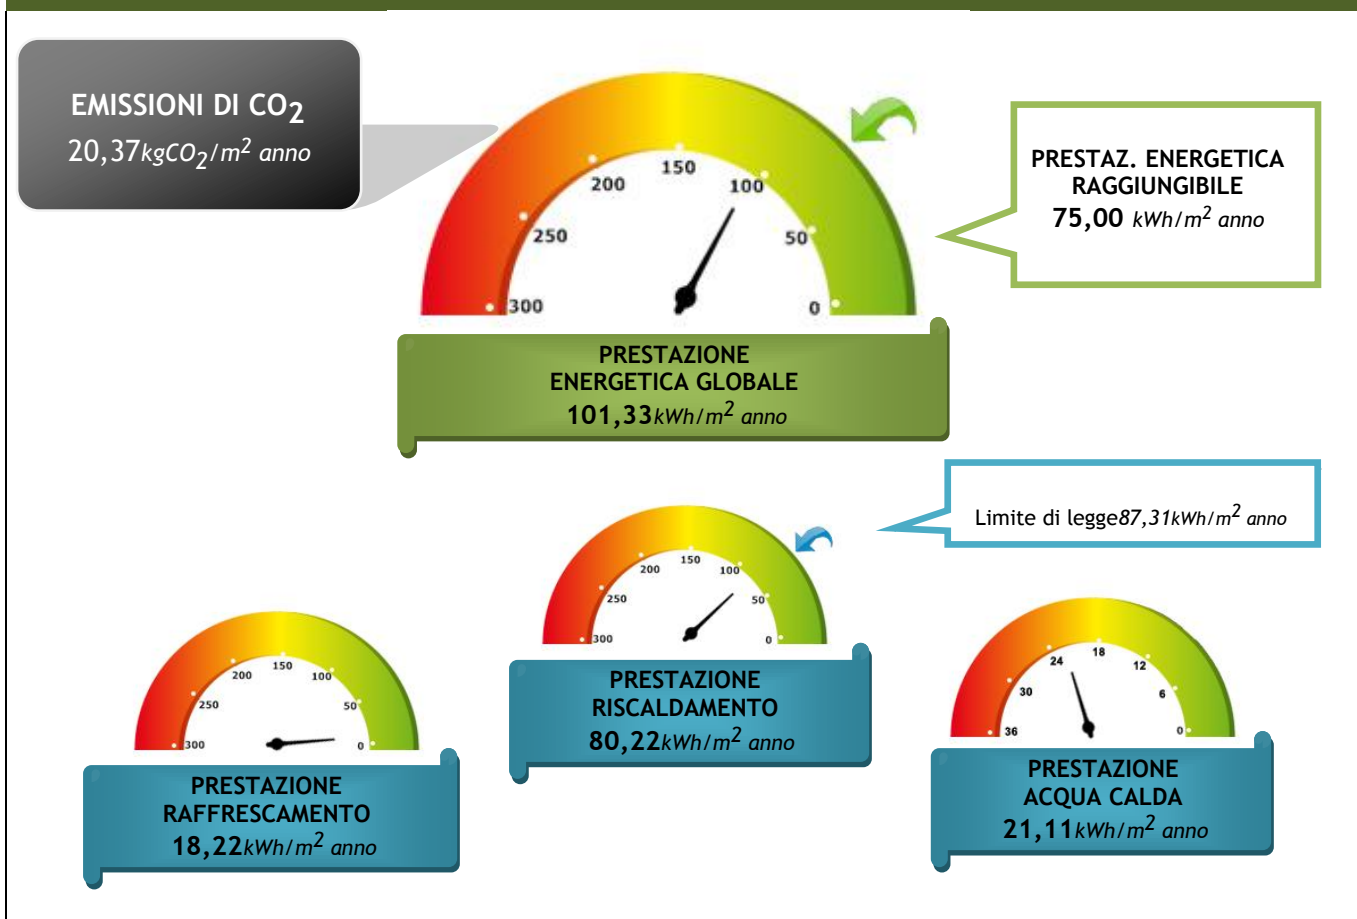 EMISSIONI DI CO2
20,37kgCO2/m2 anno
200
150
100
250
50
300
0
PRESTAZ. ENERGETICA
RAGGIUNGIBILE
75,00 kWh/m2 anno
PRESTAZIONE
ENERGETICA GLOBALE
101,33kWh/m2 anno
Limite di legge87,31kWh/m2 anno
200
150
100
250
50
300
0
PRESTAZIONE
RISCALDAMENTO
80,22kWh/m2 anno
200
150
100
250
50
300
0
PRESTAZIONE
RAFFRESCAMENTO
18,22kWh/m2 anno
24
18
12
30
6
36
0
PRESTAZIONE
ACQUA CALDA
21,11kWh/m2 anno